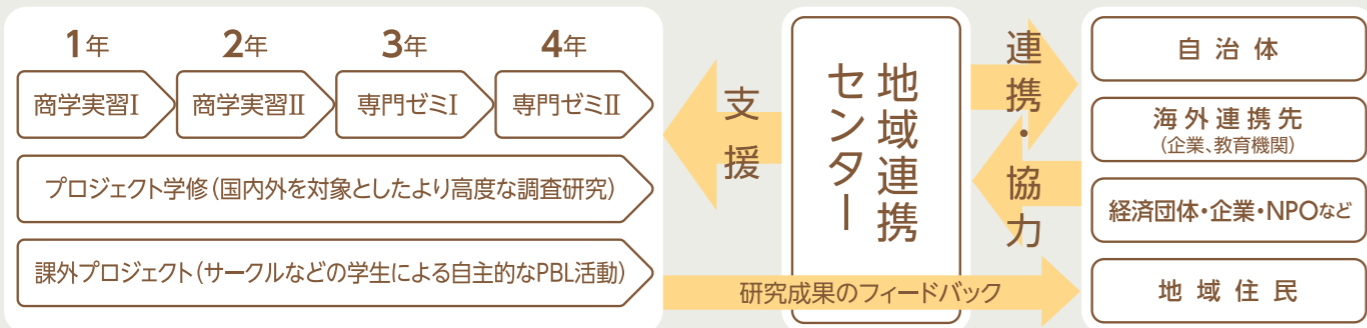 1年
2年
3年
4年
商学実習Ⅰ
商学実習Ⅱ
専門ゼミⅠ
専門ゼミⅡ
プロジェクト学修(国内外を対象としたより高度な調査研究)
課外プロジェクト(サークルなどの学生による自主的なPBL活動)
支援
地域連携
センター
連携・協力
研究成果のフィードバック
自治体
海外連携先
(企業、教育機関)
経済団体・企業・NPOなど
地域住民